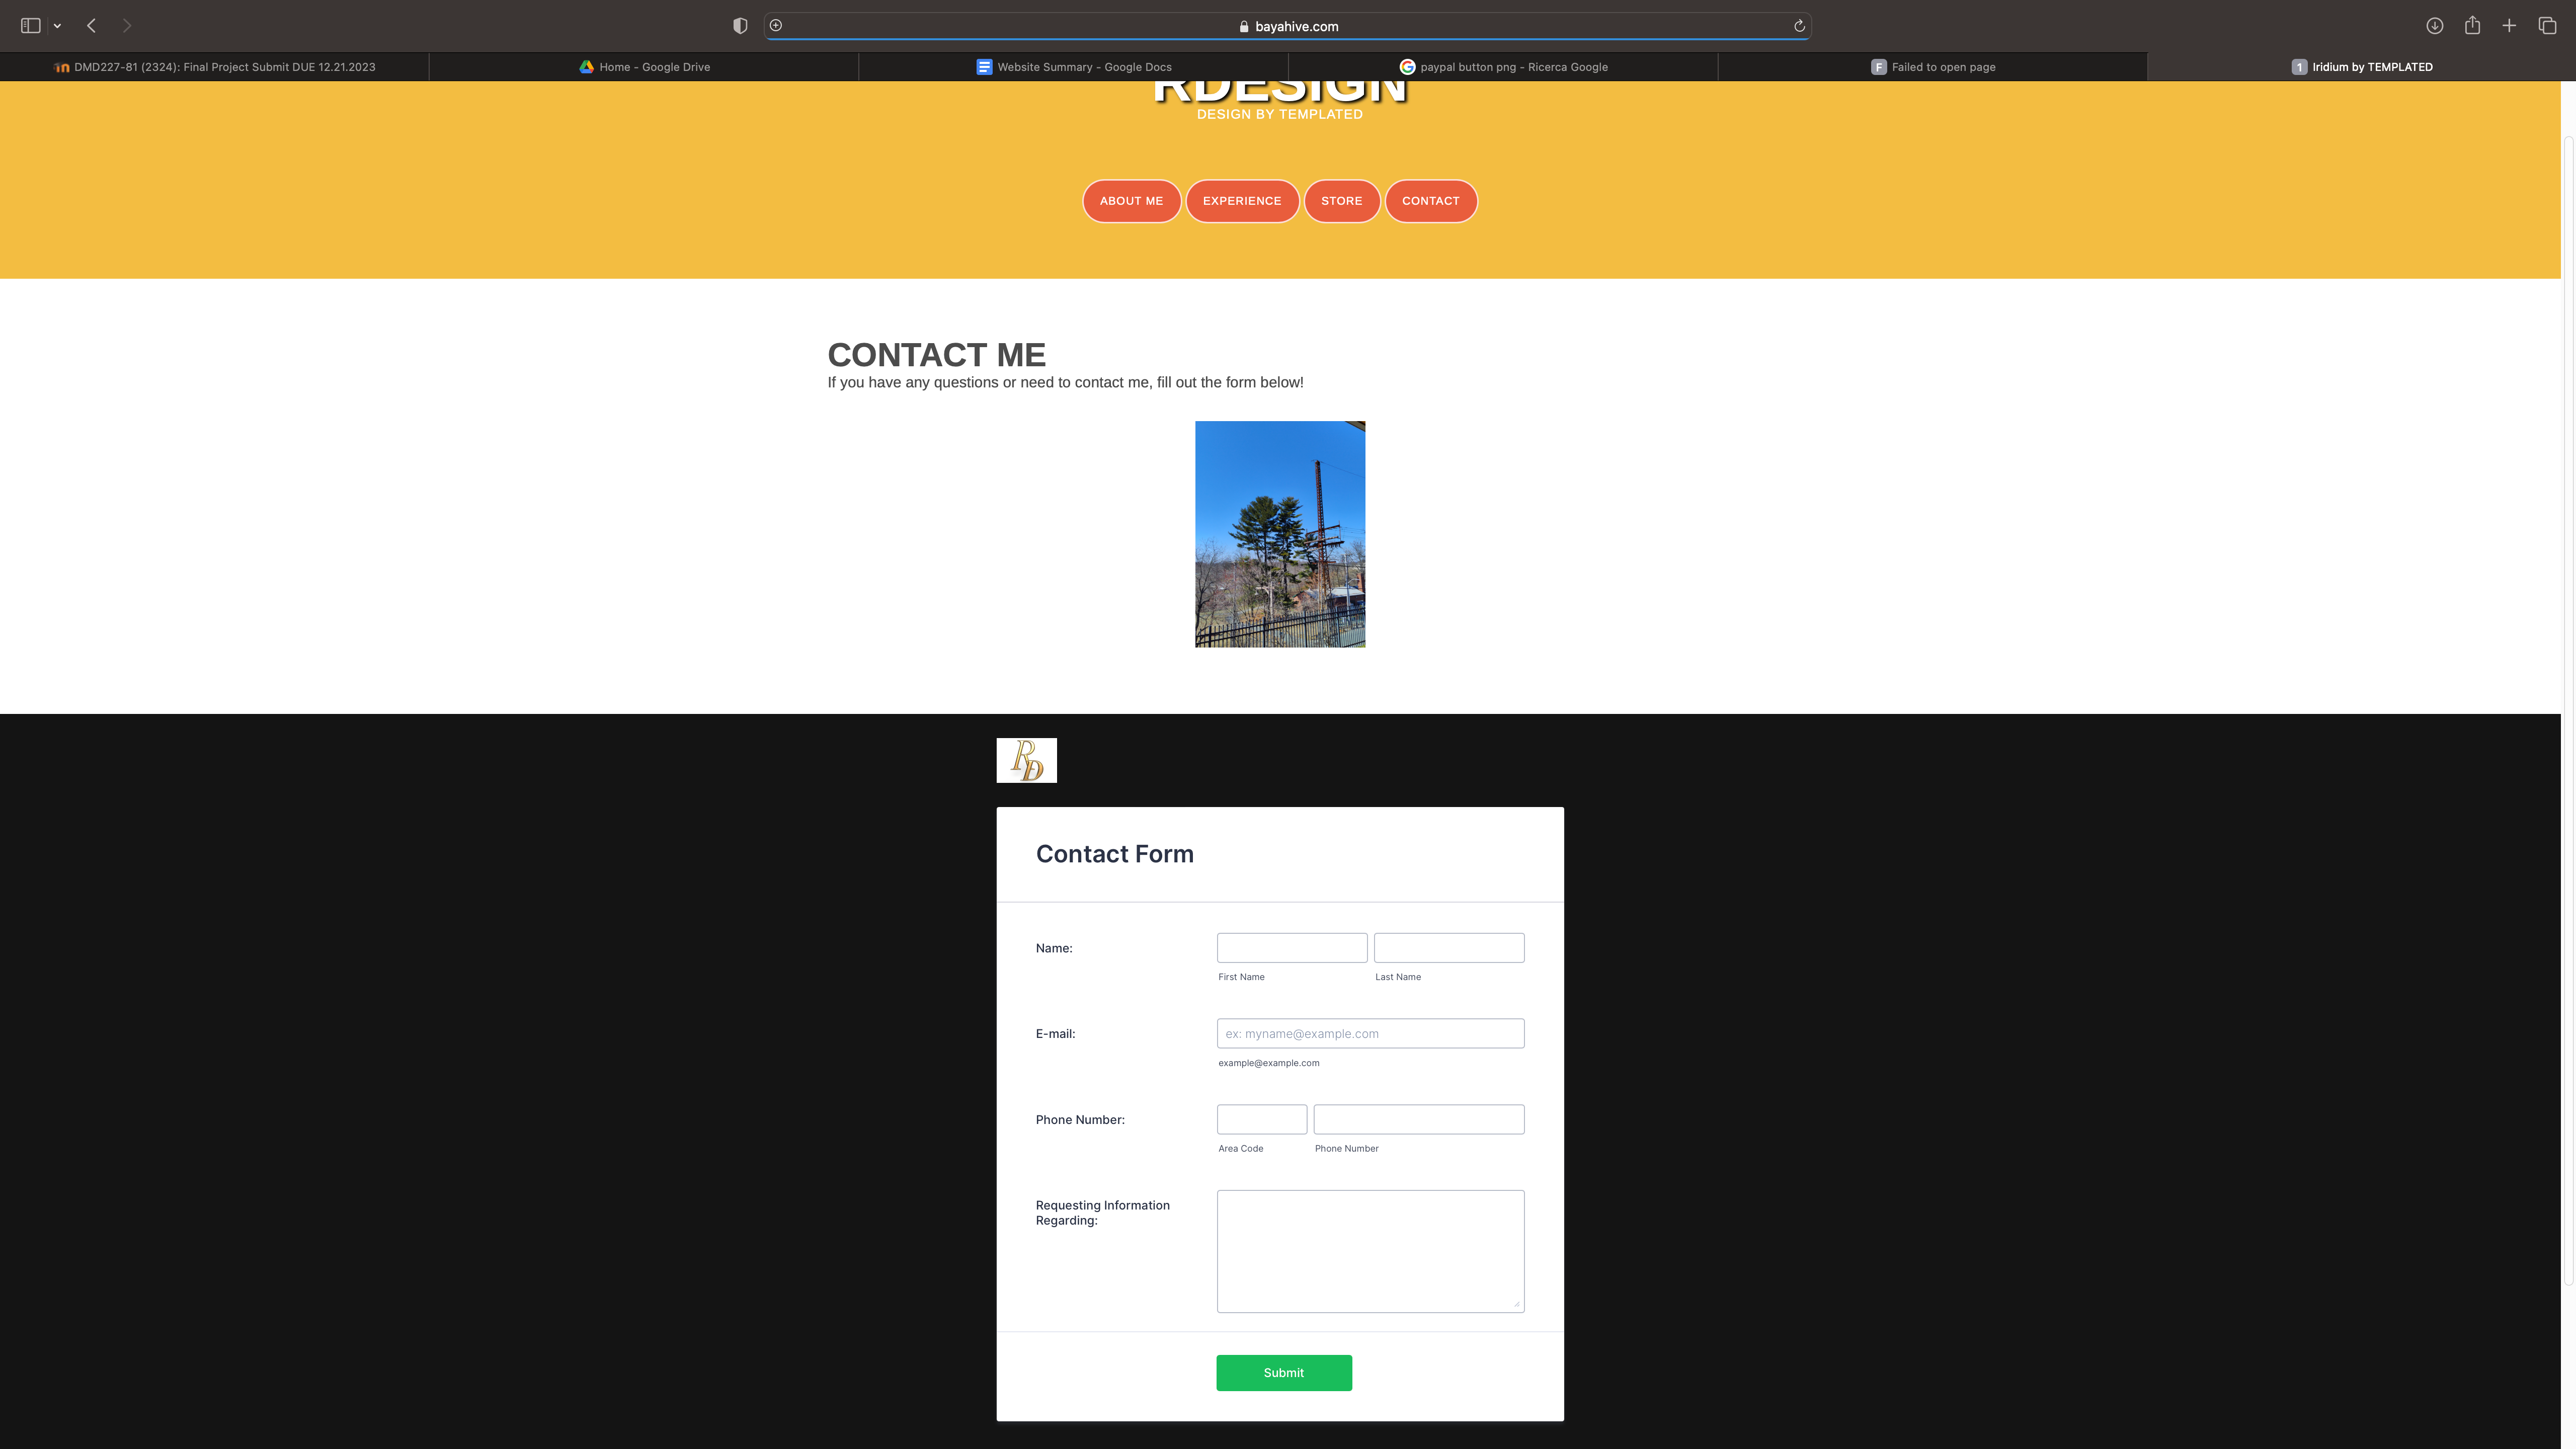 bayahive.com
DMD227-81 (2324): Final Project Submit DUE 12.21.2023
Home - Google Drive
Website Summary - Google Docs
paypal button png - Ricerca Google
F Failed to open page
1 Iridium by TEMPLATED
RDESIGN
DESIGN BY TEMPLATED
ABOUT ME EXPERIENCE STORE CONTACT
CONTACT ME
If you have any questions or need to contact me, fill out the form below!
RD
Contact Form
Name:
First Name Last Name
E-mail: ex: myname@example.com
example@example.com
Phone Number:
Area Code Phone Number
Requesting Information
Regarding:
Submit